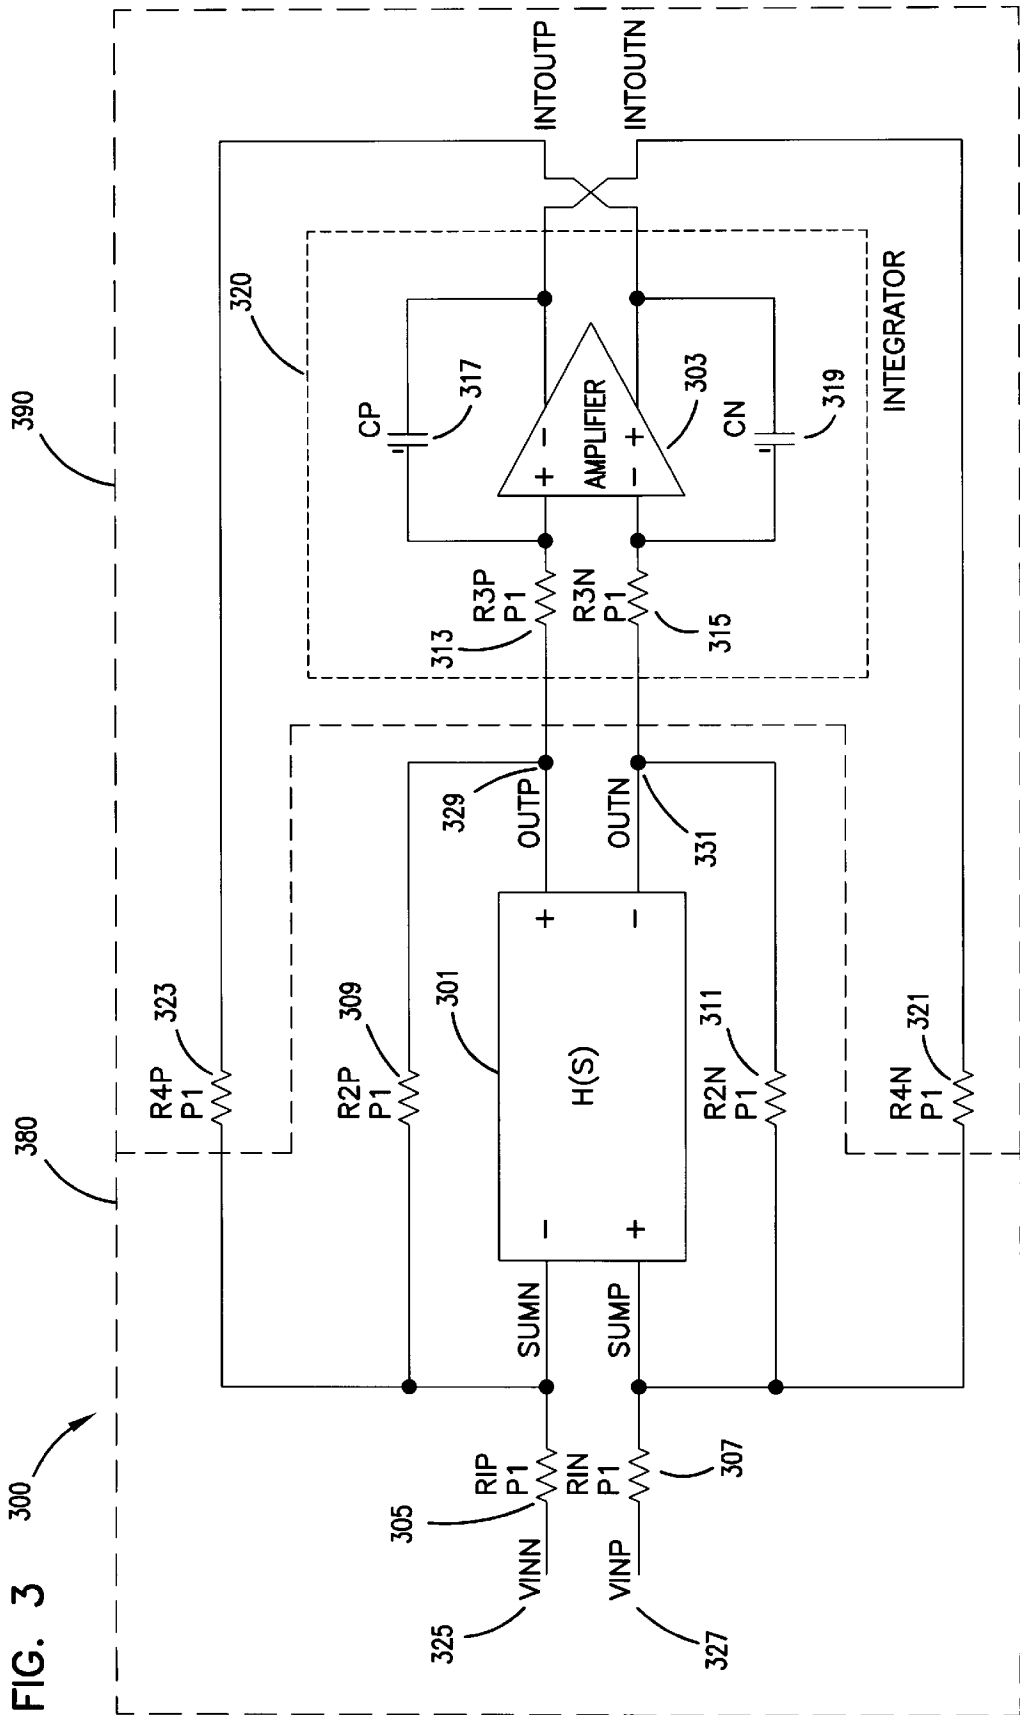 FIG. 3
300
380
390
R4P
P1
323
R2P
P1
309
320
CP
317
INTOUTP
INTOUTN
VINN
325
RIP
P1
305
SUMN
−
301
H(S)
+
OUTP
329
R3P
P1
313
+ −
AMPLIFIER
− +
303
VINP
327
RIN
P1
307
SUMP
+
−
OUTN
331
R3N
P1
315
CN
319
INTEGRATOR
R2N
P1
311
R4N
P1
321